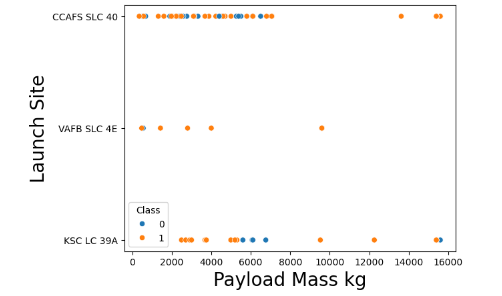 CCAFS SLC 40
VAFB SLC 4E
KSC LC 39A
Launch Site
Class
0
1
0 2000 4000 6000 8000 10000 12000 14000 16000
Payload Mass kg